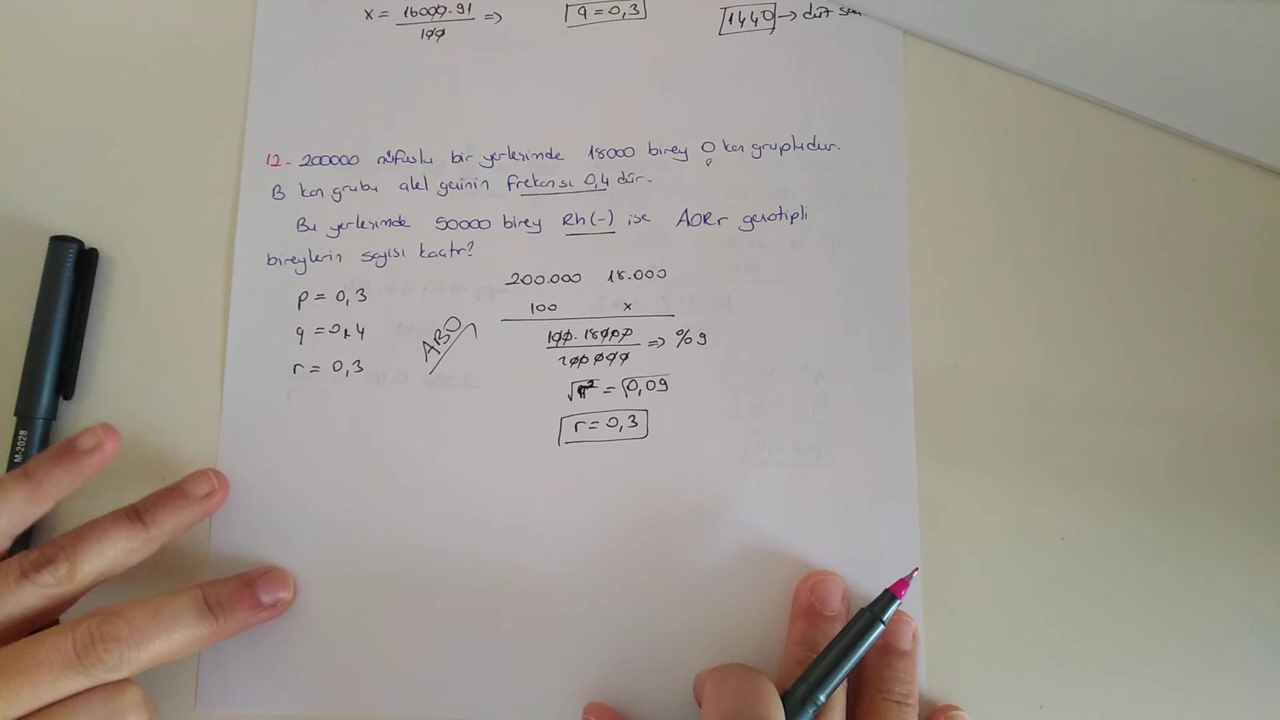 x = 16000.91 / 100 =>
q = 0,3
1440 →
12- 200000 nüfuslu bir yerleşimde 18000 birey 0 kan grupludur.
B kan grubu alel geninin frekansı 0,4 dür.
Bu yerleşimde 50000 birey Rh(-) ise AORr genotipli
bireylerin sayısı kaçtır?
p = 0,3
q = 0,4
r = 0,3
ABO
200.000 18.000
100 x
100.18000 / 200000 => %9
√r² = √0,09
r = 0,3
M-2028